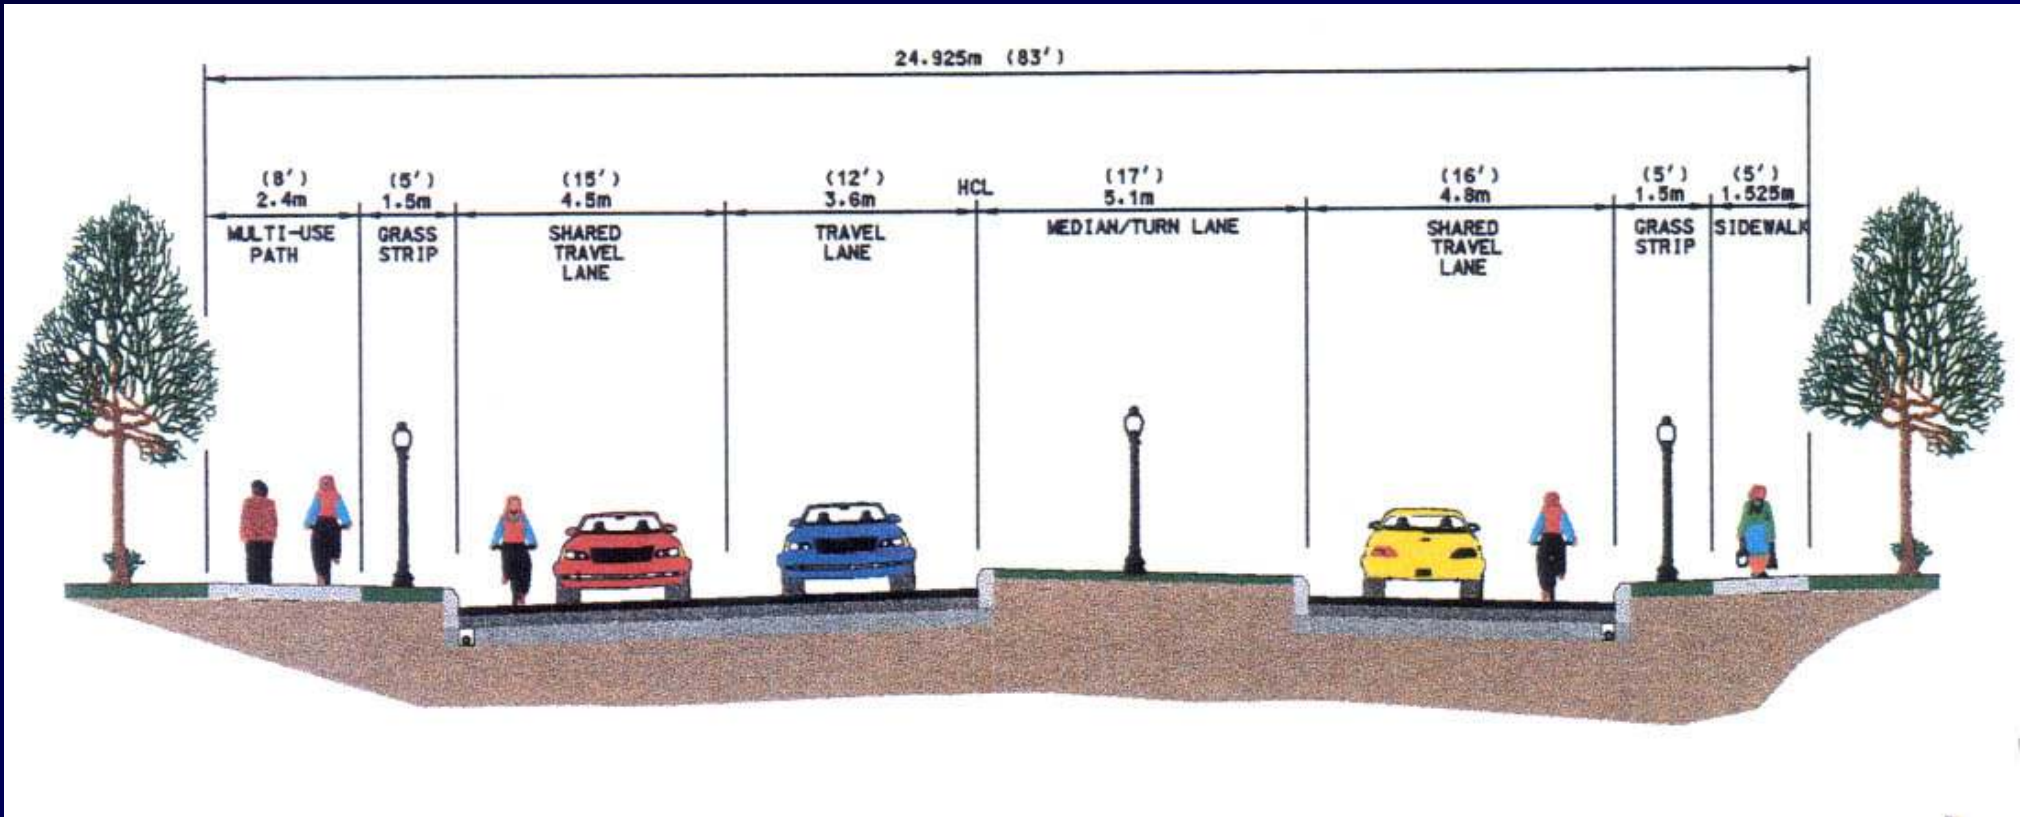 24.925m (83')
(8')
2.4m
MULTI-USE
PATH
(5')
1.5m
GRASS
STRIP
(15')
4.5m
SHARED
TRAVEL
LANE
(12')
3.6m
TRAVEL
LANE
HCL
(17')
5.1m
MEDIAN/TURN LANE
(16')
4.8m
SHARED
TRAVEL
LANE
(5')
1.5m
GRASS
STRIP
(5')
1.525m
SIDEWALK